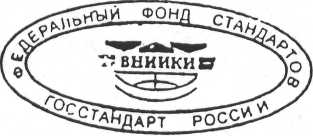 ФЕДЕРАЛЬНЫЙ ФОНД СТАНДАРТОВ
ВНИИКИ
ГОССТАНДАРТ РОССИИ